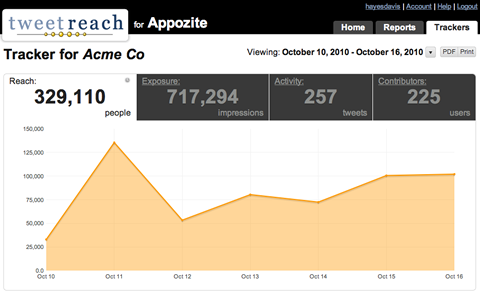 hayesdavis | Account | Help | Logout
tweetreach for Appozite
Home Reports Trackers
Tracker for Acme Co
Viewing: October 10, 2010 - October 16, 2010
PDF Print
Reach: Exposure: Activity: Contributors:
329,110 717,294 257 225
people impressions tweets users
150,000
125,000
100,000
75,000
50,000
25,000
0.0
Oct 10 Oct 11 Oct 12 Oct 13 Oct 14 Oct 15 Oct 16